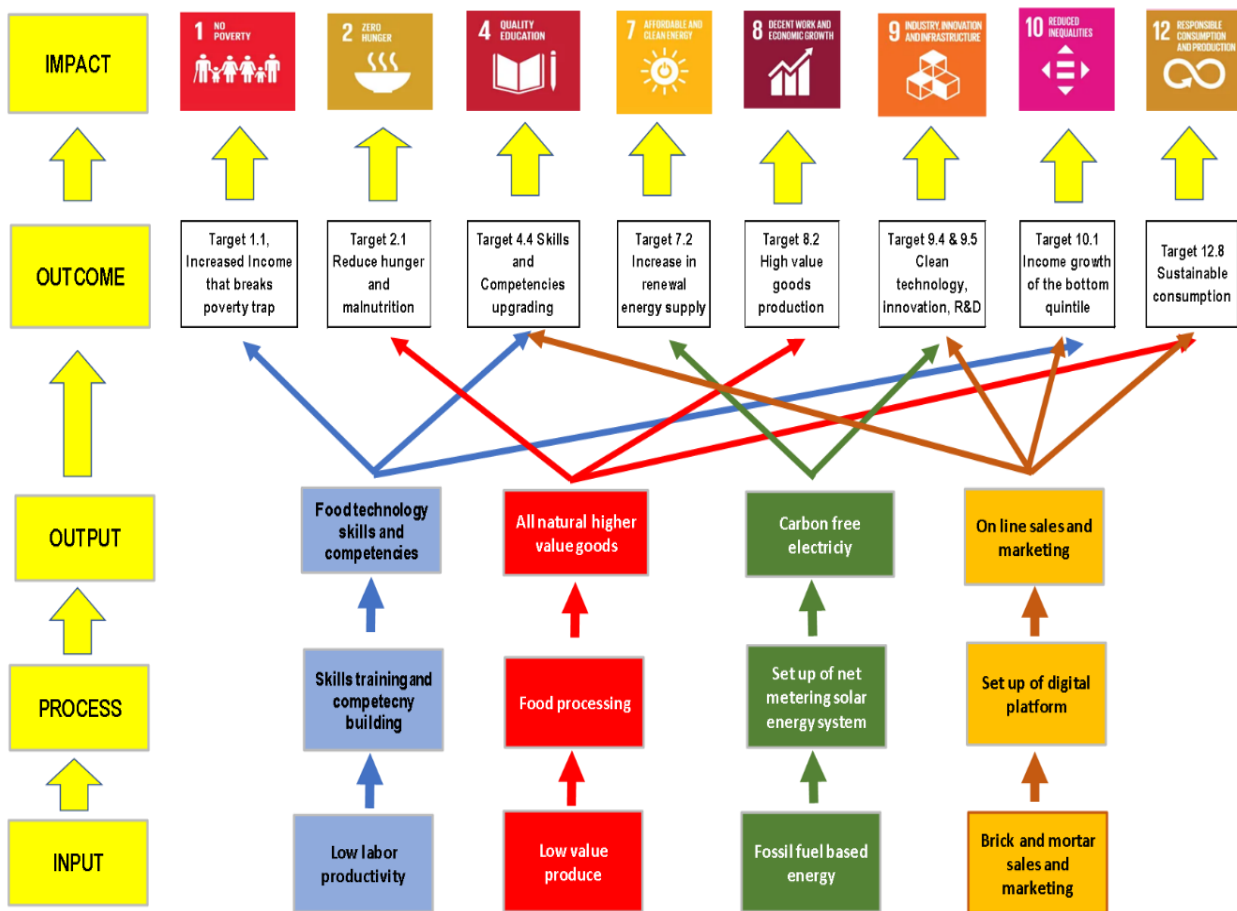 IMPACT
1 NO
POVERTY
2 ZERO
HUNGER
4 QUALITY
EDUCATION
7 AFFORDABLE AND
CLEAN ENERGY
8 DECENT WORK AND
ECONOMIC GROWTH
9 INDUSTRY, INNOVATION
AND INFRASTRUCTURE
10 REDUCED
INEQUALITIES
12 RESPONSIBLE
CONSUMPTION
AND PRODUCTION
OUTCOME
Target 1.1,
Increased Income
that breaks
poverty trap
Target 2.1
Reduce hunger
and
malnutrition
Target 4.4 Skills
and
Competencies
upgrading
Target 7.2
Increase in
renewal
energy supply
Target 8.2
High value
goods
production
Target 9.4 & 9.5
Clean
technology,
innovation, R&D
Target 10.1
Income growth
of the bottom
quintile
Target 12.8
Sustainable
consumption
OUTPUT
Food technology
skills and
competencies
All natural higher
value goods
Carbon free
electriciy
On line sales and
marketing
PROCESS
Skills training and
competecny
building
Food processing
Set up of net
metering solar
energy system
Set up of digital
platform
INPUT
Low labor
productivity
Low value
produce
Fossil fuel based
energy
Brick and mortar
sales and
marketing